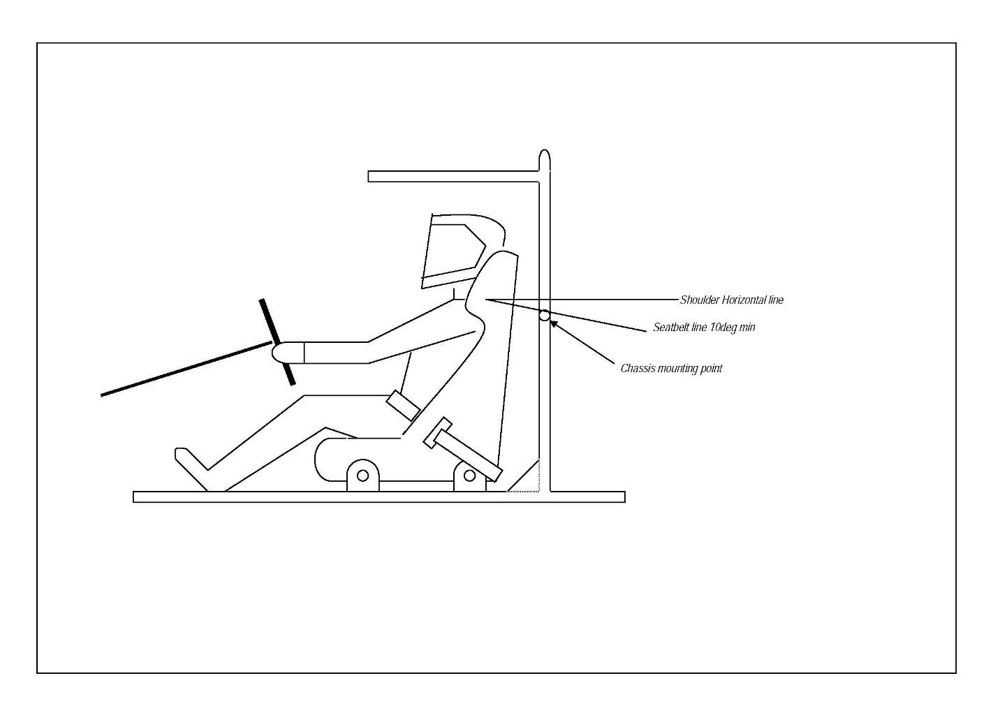 Shoulder Horizontal line
Seatbelt line 10deg min
Chassis mounting point